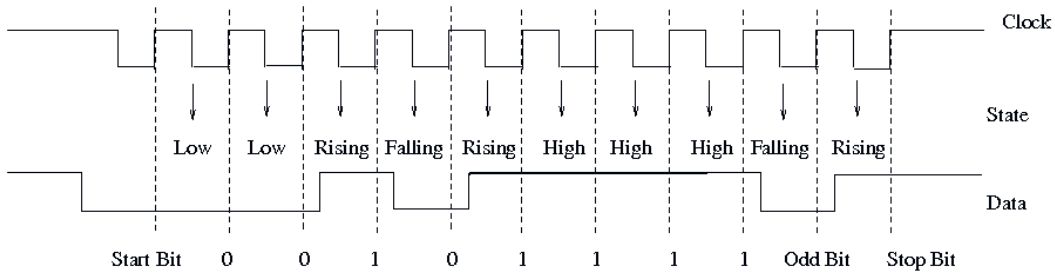 Clock
State
Low Low Rising Falling Rising High High High Falling Rising
Data
Start Bit 0 0 1 0 1 1 1 1 Odd Bit Stop Bit